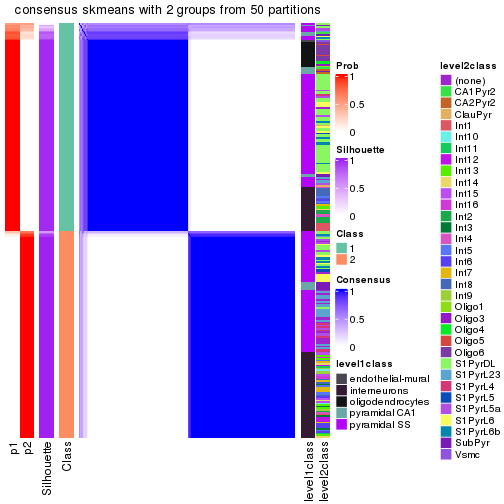 consensus skmeans with 2 groups from 50 partitions
p1
p2
Silhouette
Class
level1class
level2class
Prob
1
0.5
0
Silhouette
1
0.5
0
Class
1
2
Consensus
1
0.5
0
level1class
endothelial-mural
interneurons
oligodendrocytes
pyramidal CA1
pyramidal SS
level2class
(none)
CA1Pyr2
CA2Pyr2
ClauPyr
Int1
Int10
Int11
Int12
Int13
Int14
Int15
Int16
Int2
Int3
Int4
Int5
Int6
Int7
Int8
Int9
Oligo1
Oligo3
Oligo4
Oligo5
Oligo6
S1PyrDL
S1PyrL23
S1PyrL4
S1PyrL5
S1PyrL5a
S1PyrL6
S1PyrL6b
SubPyr
Vsmc